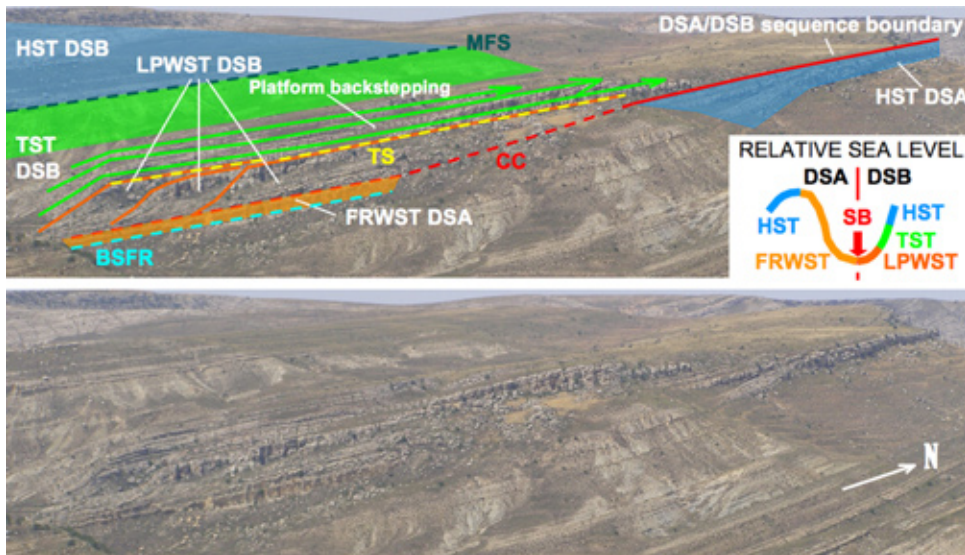 HST DSB
DSA/DSB sequence boundary
MFS
LPWST DSB
Platform backstepping
HST DSA
TST
DSB
TS
CC
RELATIVE SEA LEVEL
DSA DSB
HST
SB
HST
TST
FRWST
LPWST
FRWST DSA
BSFR
N